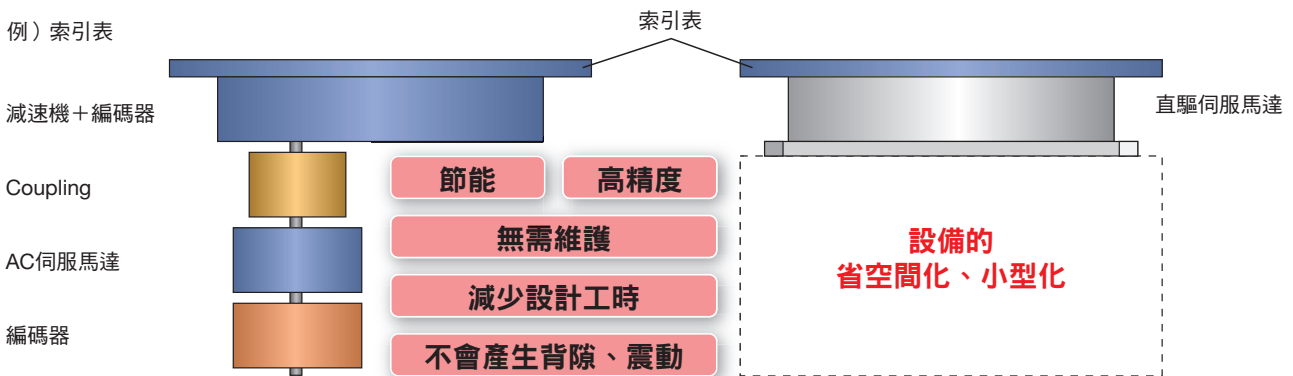 例）索引表
索引表
減速機＋編碼器
直驅伺服馬達
Coupling
節能
高精度
無需維護
設備的
省空間化、小型化
AC伺服馬達
減少設計工時
編碼器
不會產生背隙、震動